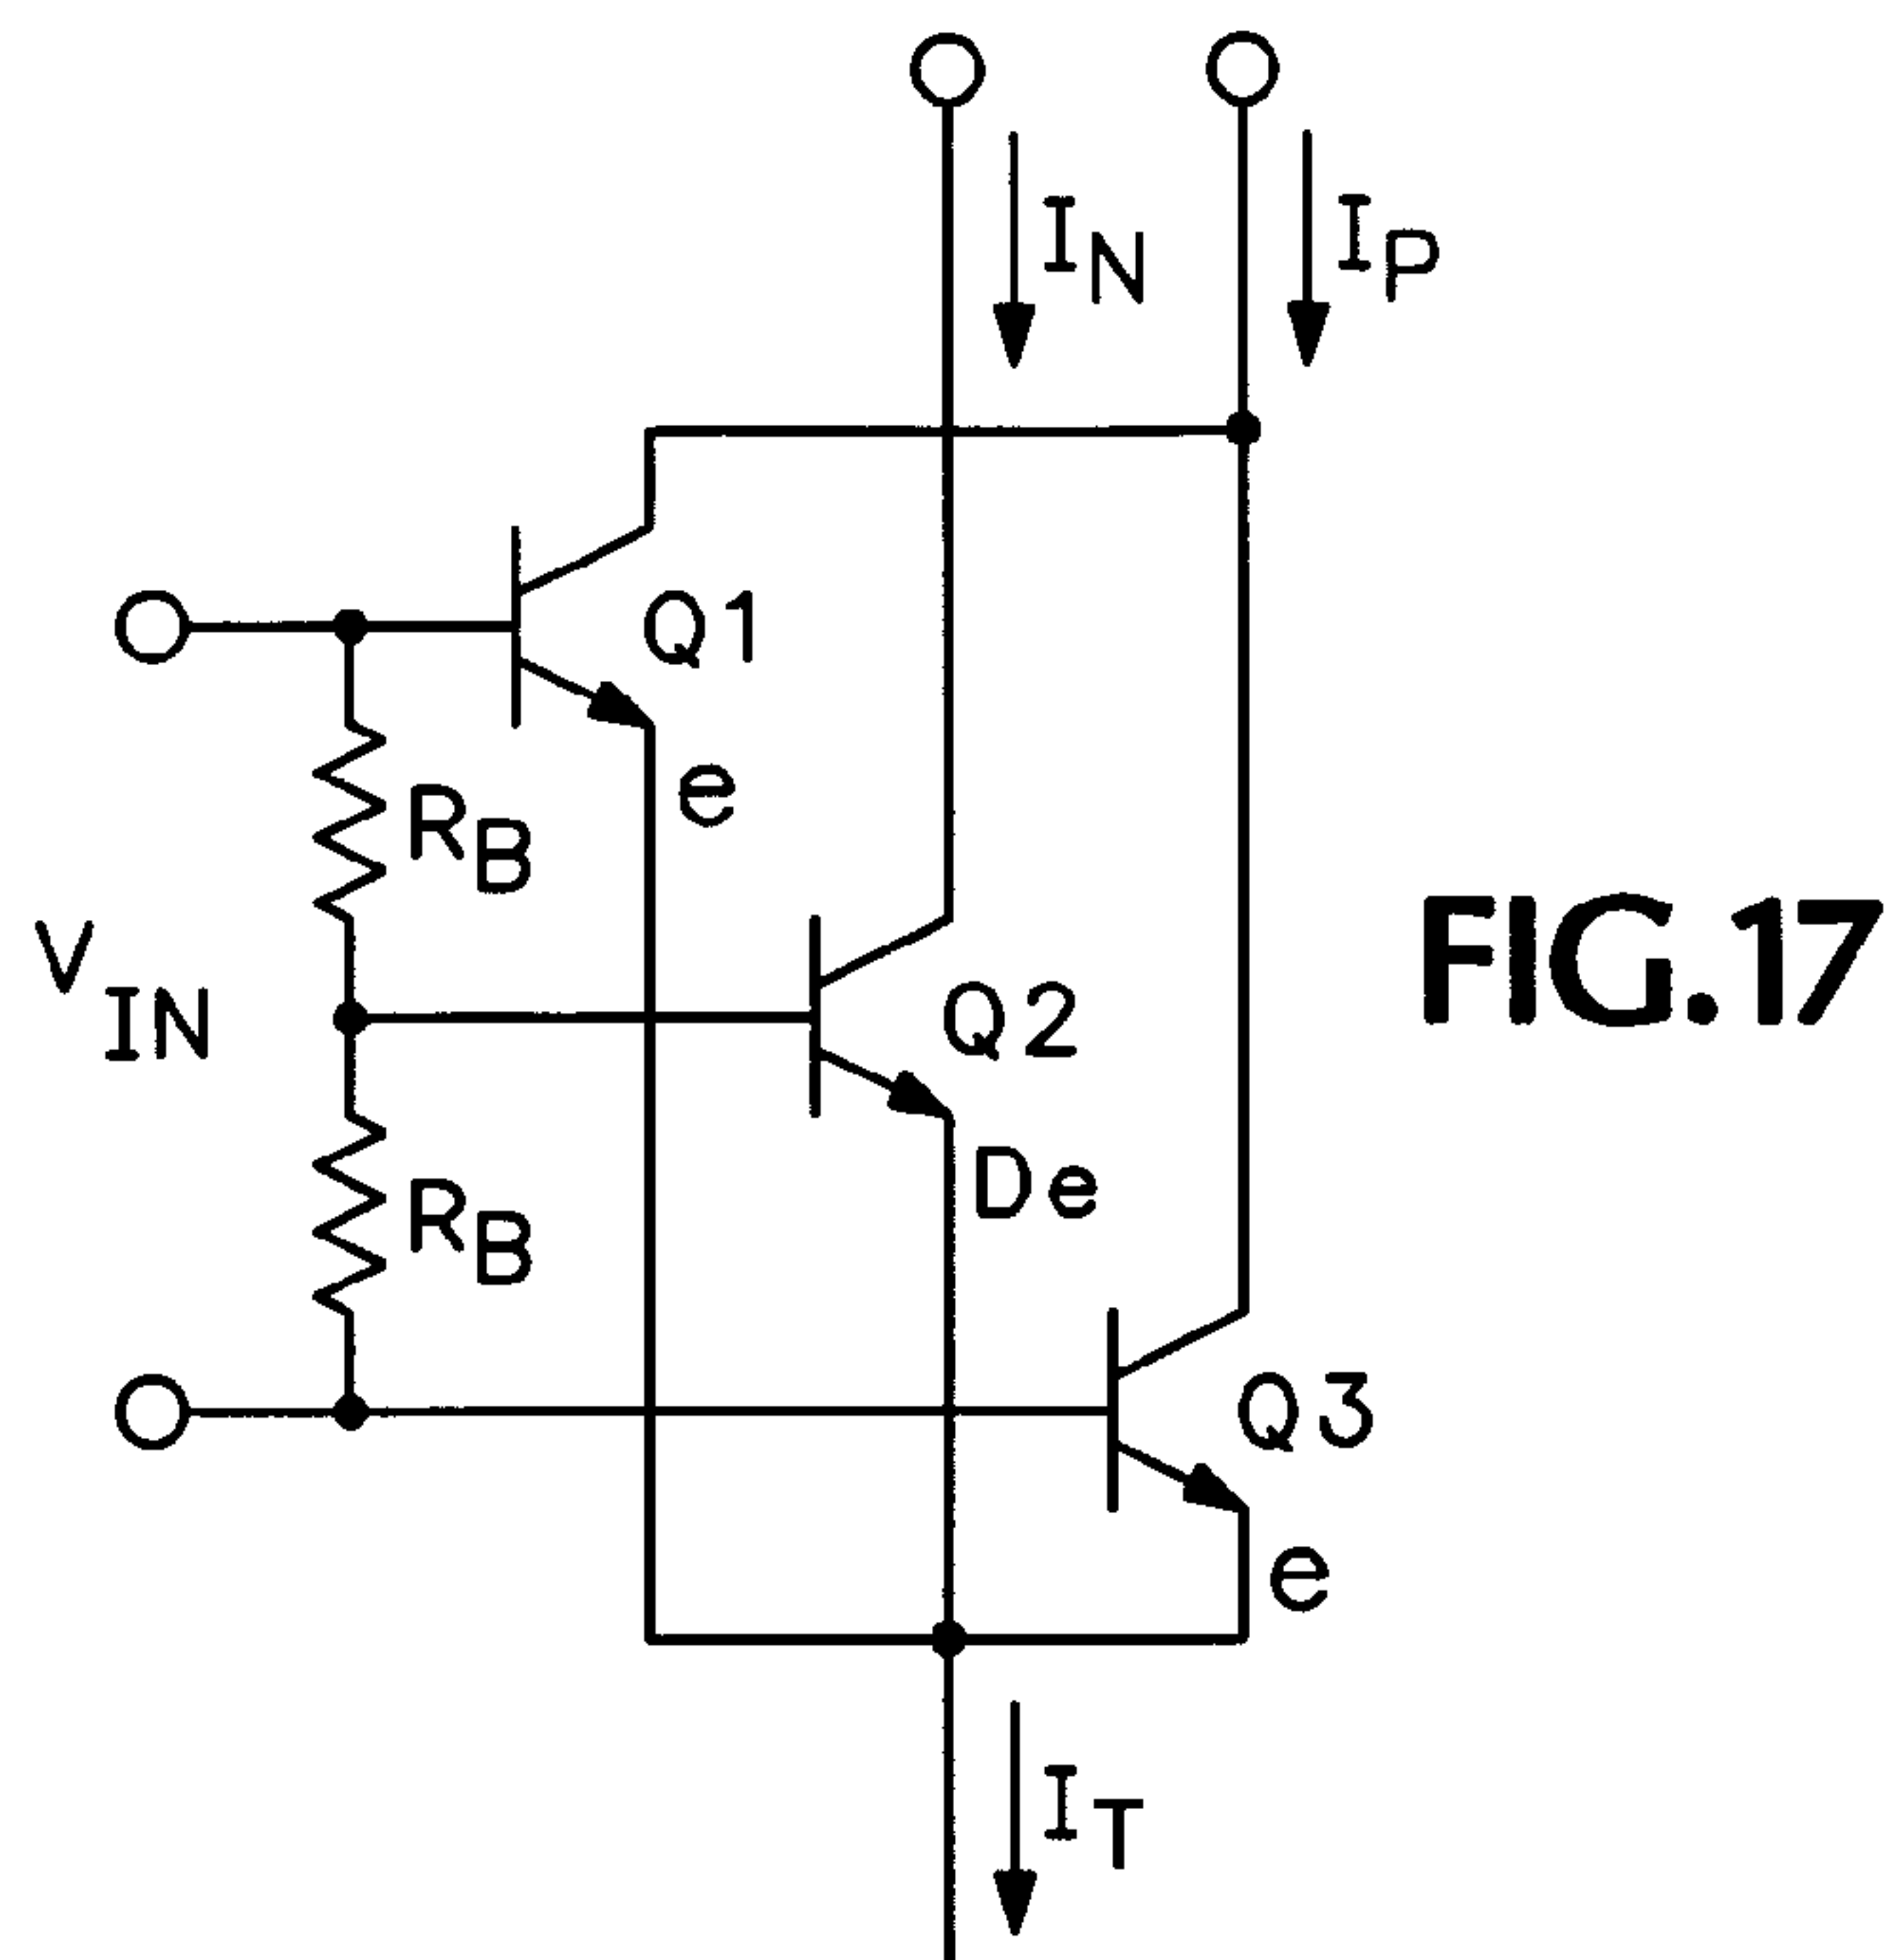 I_N
I_P
Q1
e
R_B
V_IN
Q2
FIG.17
De
R_B
Q3
e
I_T